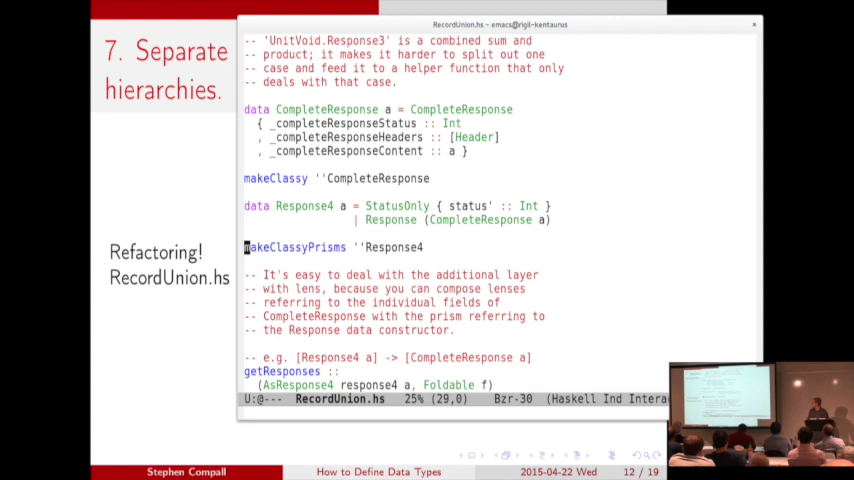 7. Separate
hierarchies.
Refactoring!
RecordUnion.hs
RecordUnion.hs – emacs@rigil-kentaurus
×
-- 'UnitVoid.Response3' is a combined sum and
-- product; it makes it harder to split out one
-- case and feed it to a helper function that only
-- deals with that case.
data CompleteResponse a = CompleteResponse
{ _completeResponseStatus :: Int
, _completeResponseHeaders :: [Header]
, _completeResponseContent :: a }
makeClassy ''CompleteResponse
data Response4 a = StatusOnly { status' :: Int }
| Response (CompleteResponse a)
makeClassyPrisms ''Response4
-- It's easy to deal with the additional layer
-- with lens, because you can compose lenses
-- referring to the individual fields of
-- CompleteResponse with the prism referring to
-- the Response data constructor.
-- e.g. [Response4 a] -> [CompleteResponse a]
getResponses ::
(AsResponse4 response4 a, Foldable f)
U:@--- RecordUnion.hs 25% (29,0) Bzr-30 (Haskell Ind Intera
Stephen Compall How to Define Data Types 2015-04-22 Wed 12 / 19